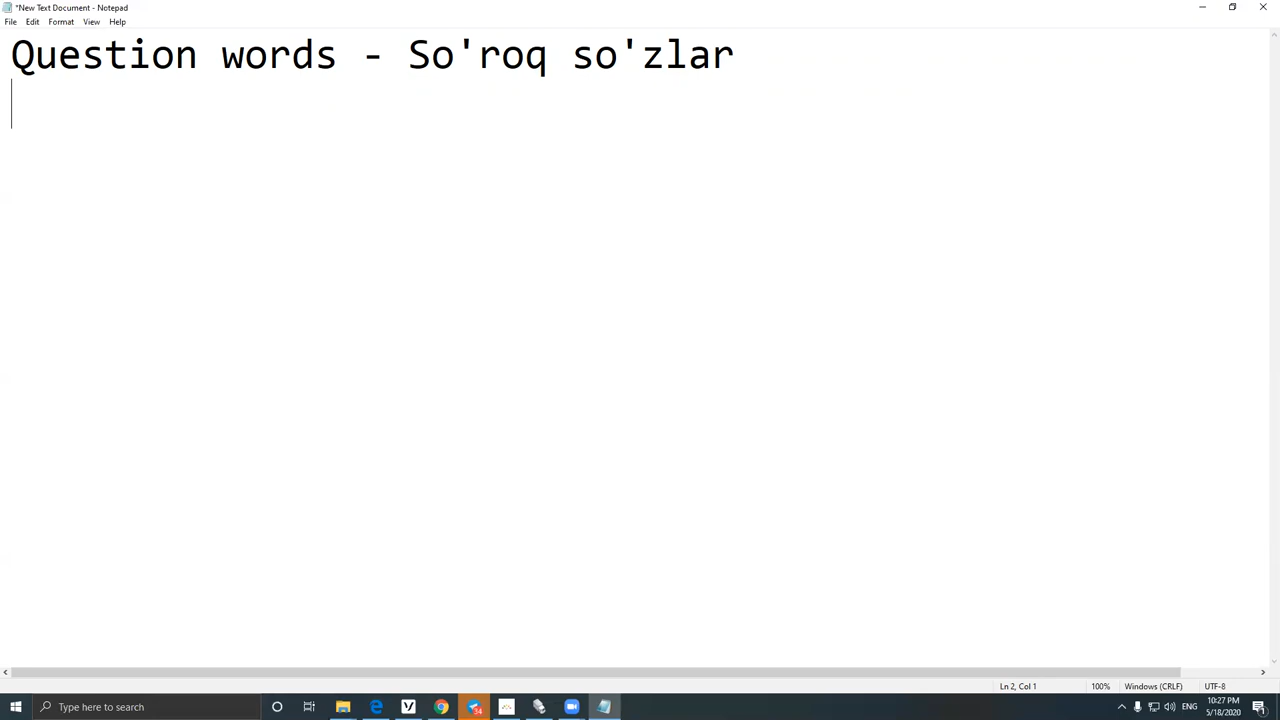 *New Text Document - Notepad
File Edit Format View Help
Question words - So'roq so'zlar
Ln 2, Col 1 100% Windows (CRLF) UTF-8
Type here to search
ENG
10:27 PM
5/18/2020